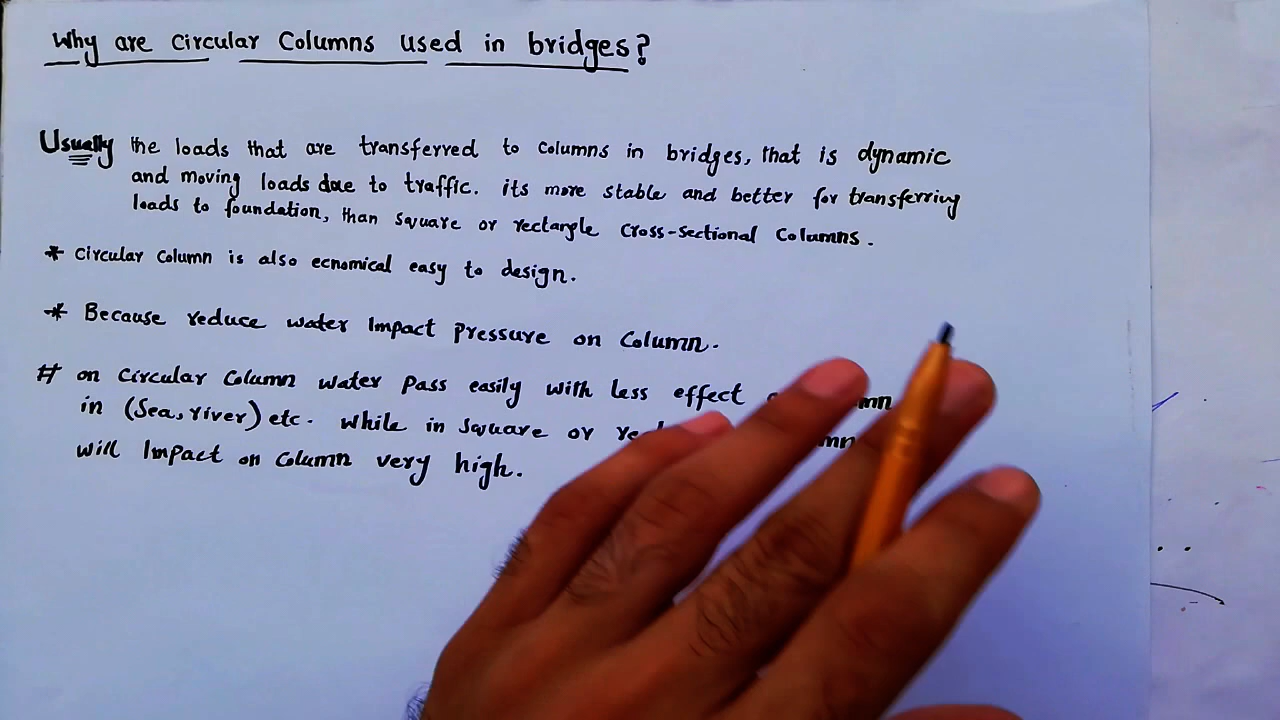 Why are circular Columns used in bridges?
Usually the loads that are transferred to Columns in bridges, that is dynamic
and moving loads due to traffic. its more stable and better for transferring
loads to foundation, than square or rectangle cross-sectional Columns.
* Circular Column is also ecnomical easy to design.
* Because reduce water Impact Pressure on Column.
# on Circular Column water Pass easily with less effect
in (Sea, river) etc. while in square or
will Impact on Column very high.